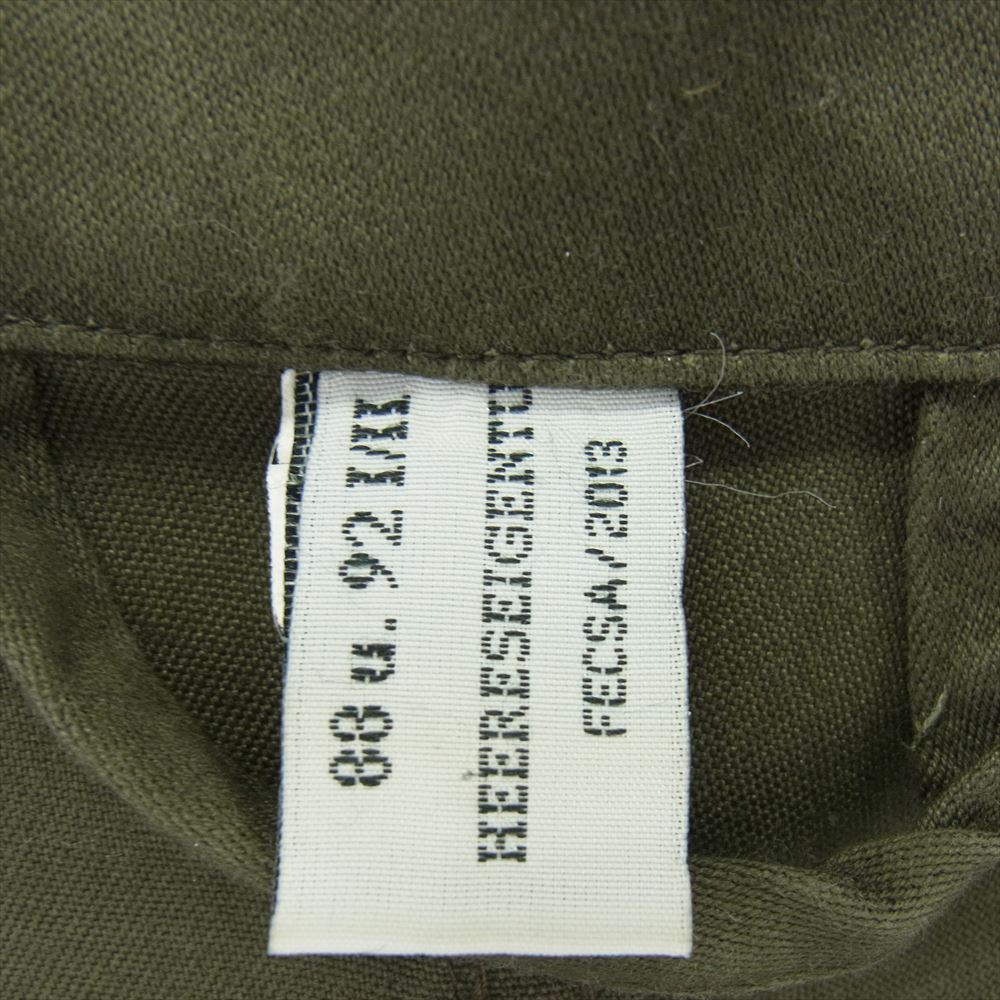 88 u. 92 K/KK
HEERESEIGENTU
FECSA/2013